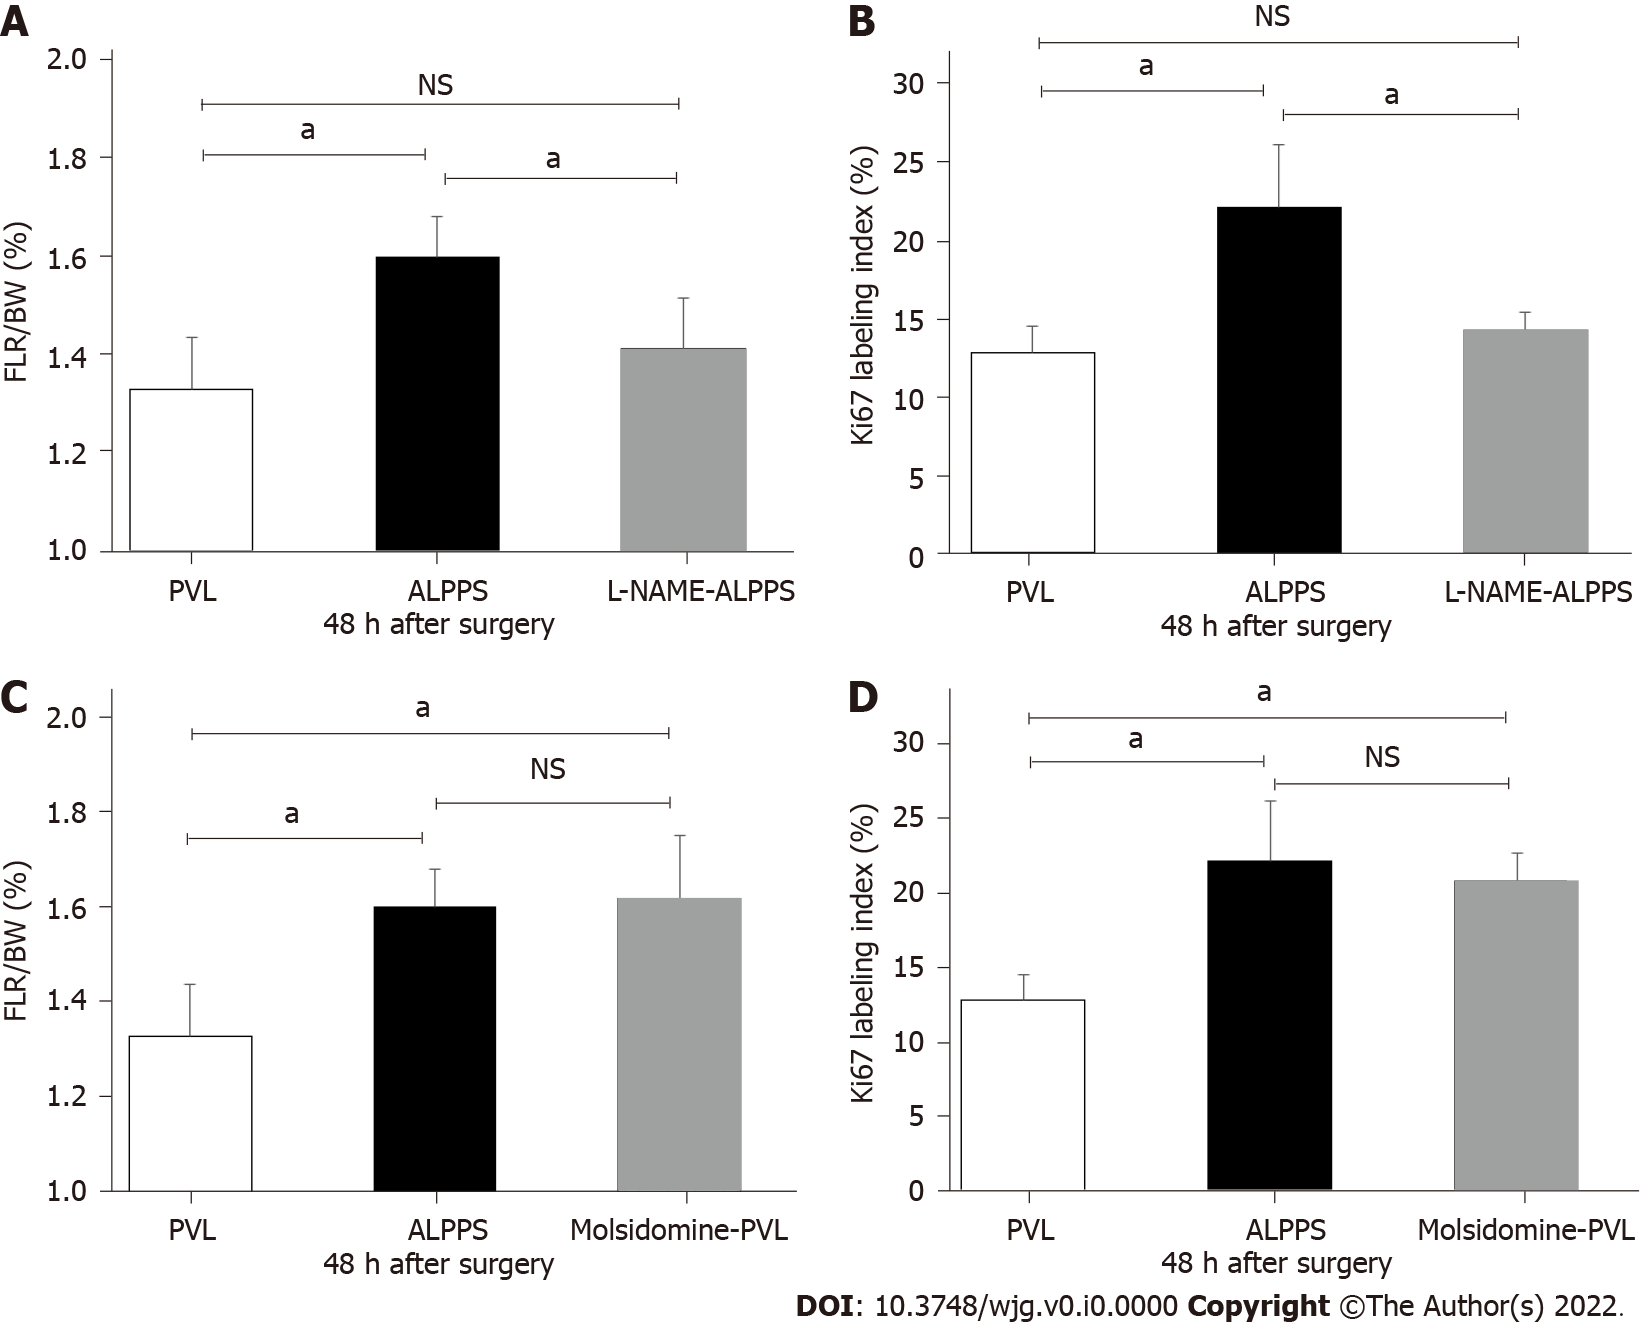 A
FLR/BW (%)
2.0
1.8
1.6
1.4
1.2
1.0
NS
a
a
PVL ALPPS L-NAME-ALPPS
48 h after surgery
B
Ki67 labeling index (%)
30
25
20
15
10
5
0
NS
a
a
PVL ALPPS L-NAME-ALPPS
48 h after surgery
C
FLR/BW (%)
2.0
1.8
1.6
1.4
1.2
1.0
a
NS
a
PVL ALPPS Molsidomine-PVL
48 h after surgery
D
Ki67 labeling index (%)
30
25
20
15
10
5
0
a
a
NS
PVL ALPPS Molsidomine-PVL
48 h after surgery
DOI: 10.3748/wjg.v0.i0.0000 Copyright ©The Author(s) 2022.